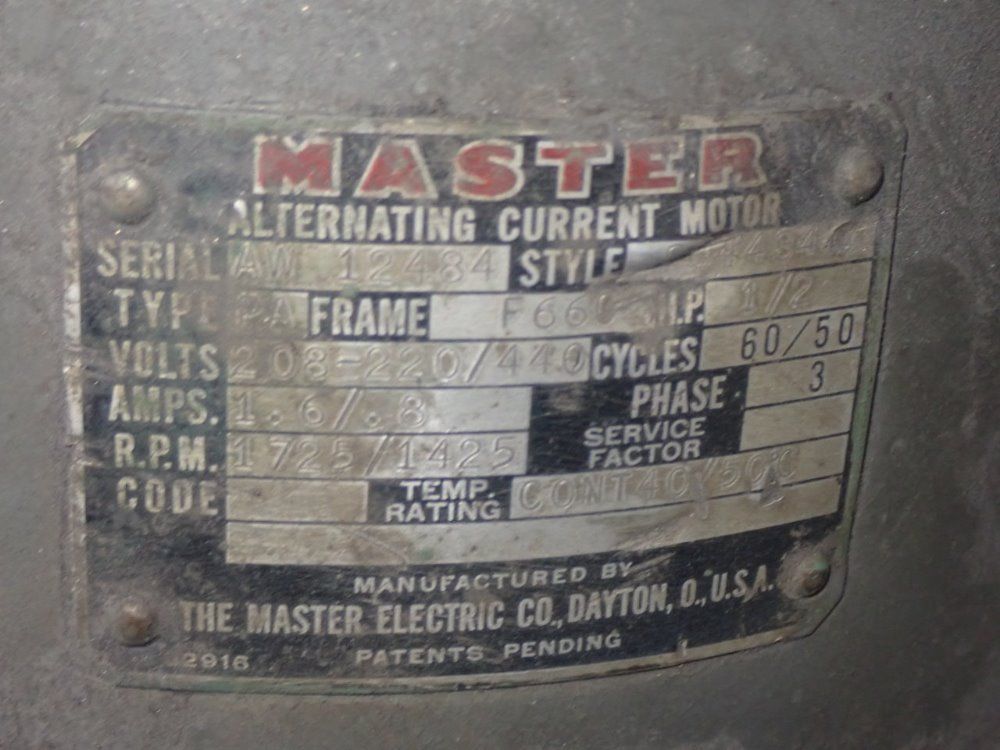 MASTER
ALTERNATING CURRENT MOTOR
SERIAL AW 12484 STYLE
TYPE PA FRAME H.P. 1/2
VOLTS 208-220/440 CYCLES 60/50
AMPS. 1.6/.8 PHASE 3
R.P.M. 1725/1425 SERVICE FACTOR
CODE TEMP. RATING CONT40/50°C
MANUFACTURED BY
THE MASTER ELECTRIC CO., DAYTON, O., U.S.A.
2916 PATENTS PENDING